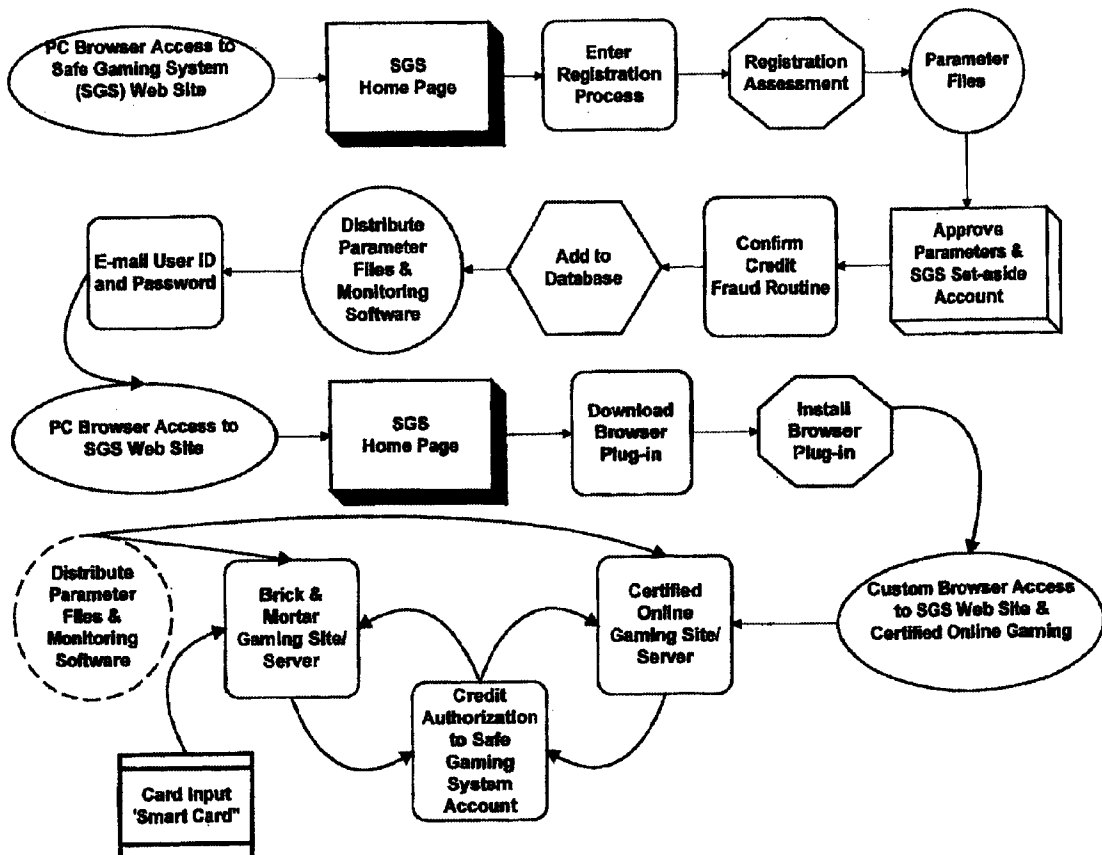 PC Browser Access to
Safe Gaming System
(SGS) Web Site
SGS
Home Page
Enter
Registration
Process
Registration
Assessment
Parameter
Files
E-mail User ID
and Password
Distribute
Parameter
Files &
Monitoring
Software
Add to
Database
Confirm
Credit
Fraud Routine
Approve
Parameters &
SGS Set-aside
Account
PC Browser Access to
SGS Web Site
SGS
Home Page
Download
Browser
Plug-in
Install
Browser
Plug-in
Distribute
Parameter
Files &
Monitoring
Software
Brick &
Mortar
Gaming Site/
Server
Certified
Online
Gaming Site/
Server
Custom Browser Access
to SGS Web Site &
Certified Online Gaming
Credit
Authorization
to Safe
Gaming
System
Account
Card Input
'Smart Card"